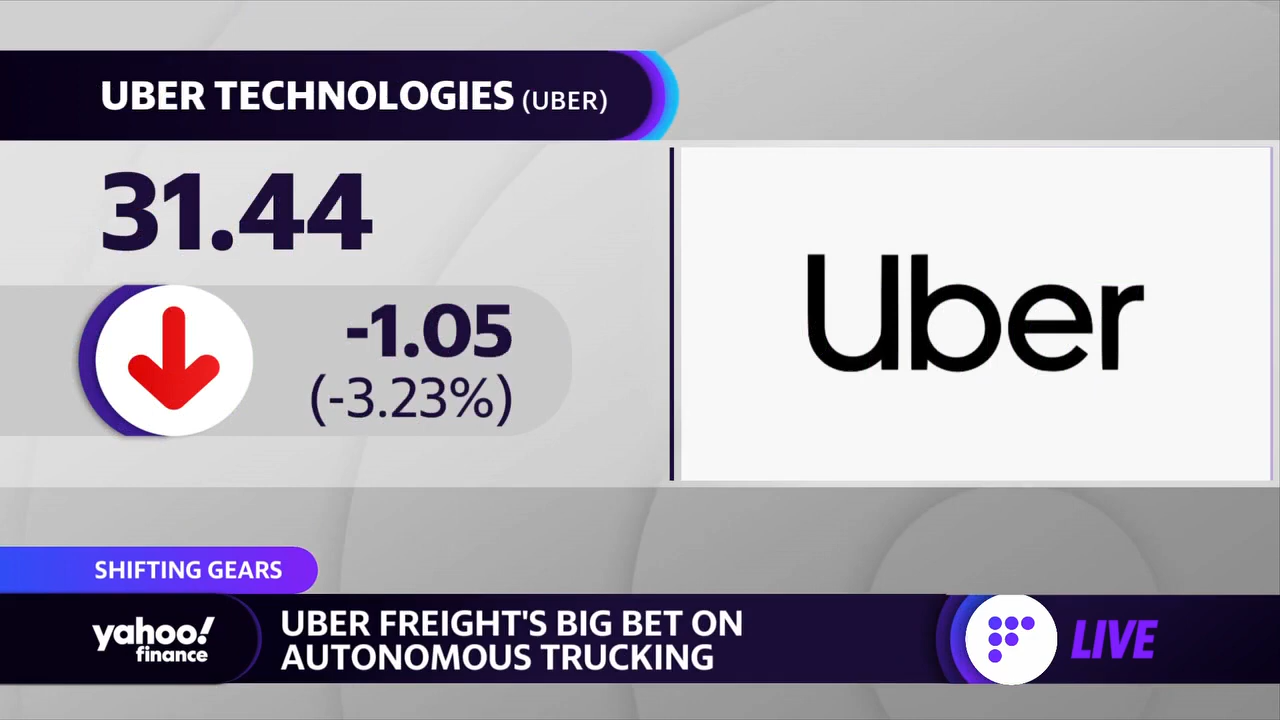 UBER TECHNOLOGIES (UBER)
31.44
-1.05
(-3.23%)
Uber
SHIFTING GEARS
yahoo!
finance
UBER FREIGHT'S BIG BET ON
AUTONOMOUS TRUCKING
LIVE